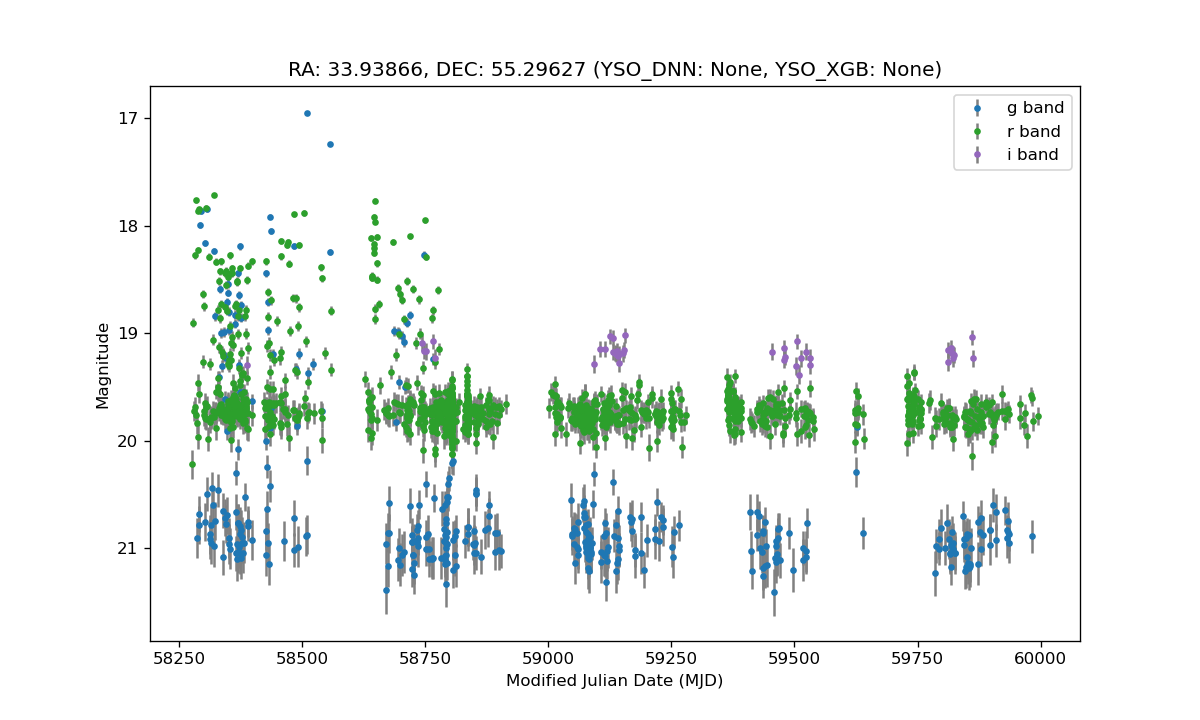 RA: 33.93866, DEC: 55.29627 (YSO_DNN: None, YSO_XGB: None)
g band
r band
i band
17
18
19
20
21
Magnitude
58250 58500 58750 59000 59250 59500 59750 60000
Modified Julian Date (MJD)